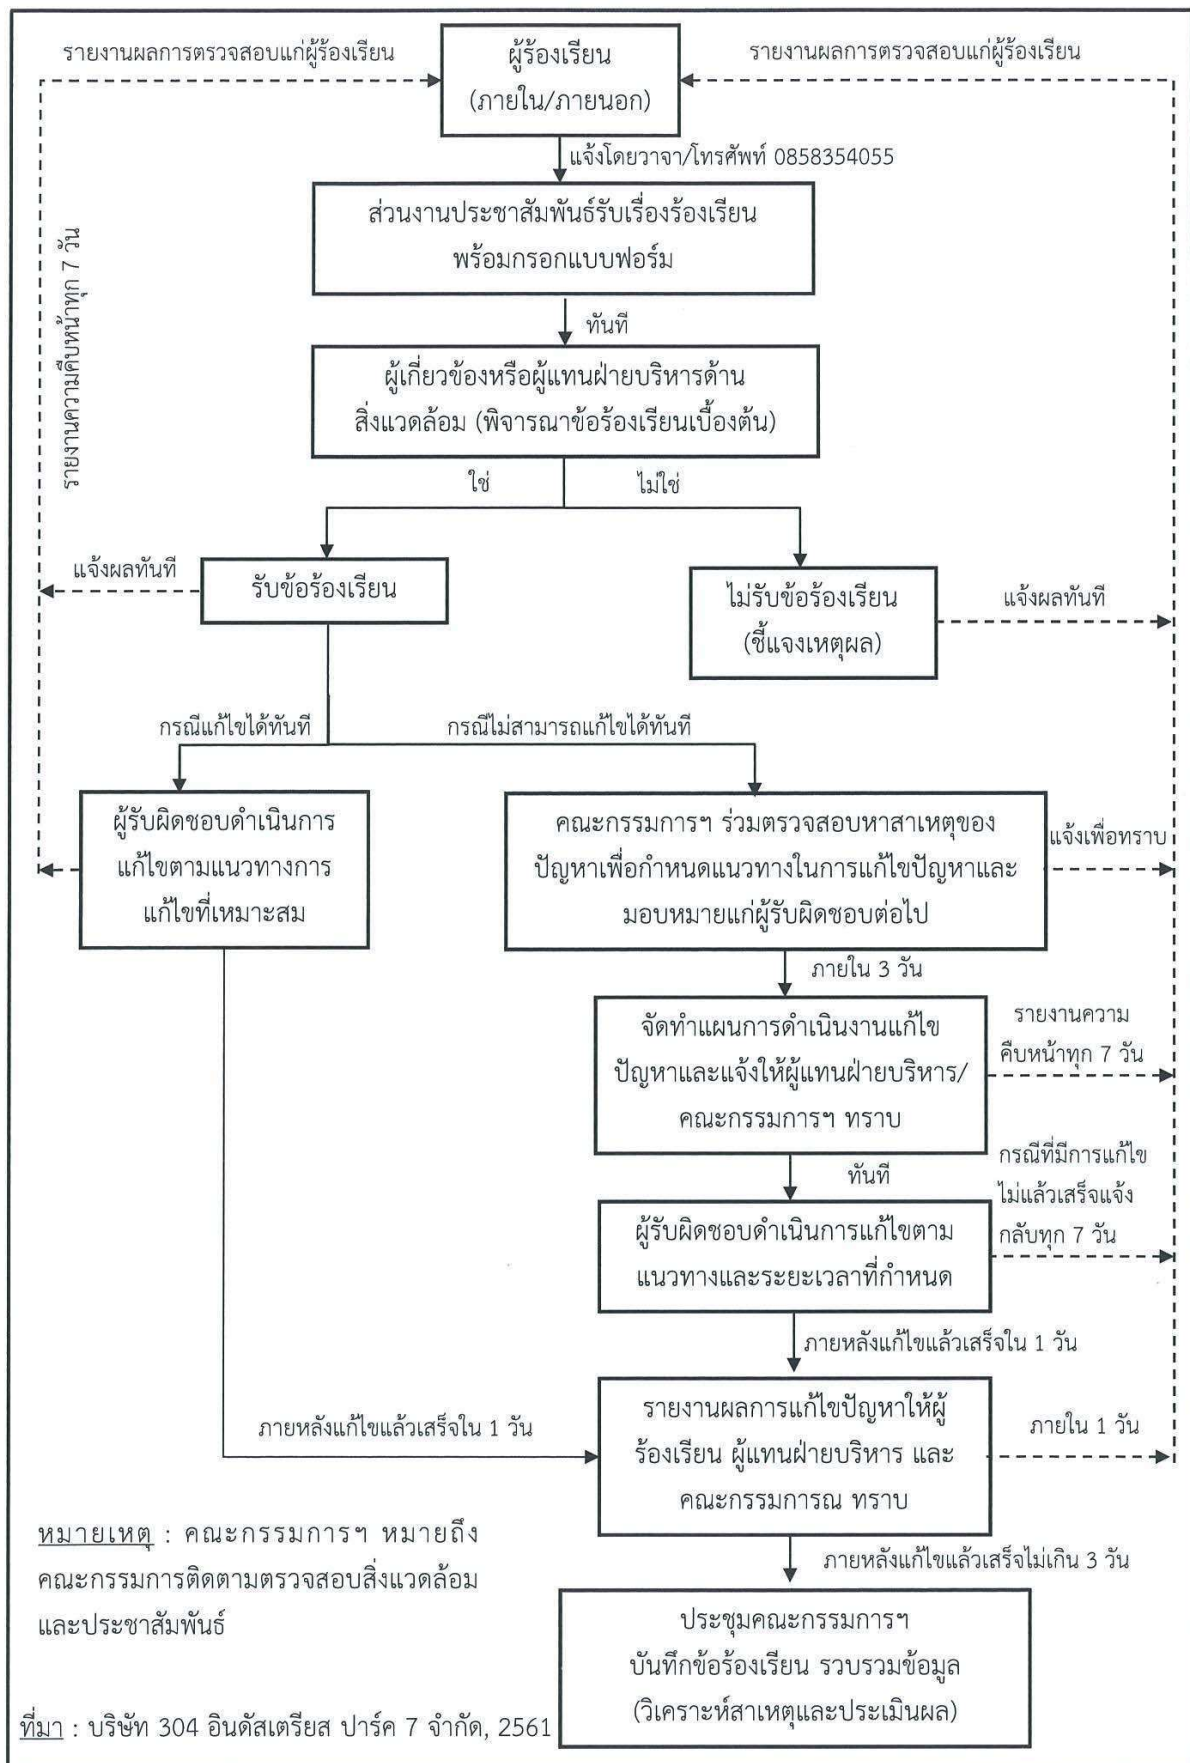 รายงานผลการตรวจสอบแก่ผู้ร้องเรียน
ผู้ร้องเรียน
(ภายใน/ภายนอก)
รายงานผลการตรวจสอบแก่ผู้ร้องเรียน
แจ้งโดยวาจา/โทรศัพท์ 0858354055
ส่วนงานประชาสัมพันธ์รับเรื่องร้องเรียน
พร้อมกรอกแบบฟอร์ม
รายงานความคืบหน้าทุก 7 วัน
ทันที
ผู้เกี่ยวข้องหรือผู้แทนฝ่ายบริหารด้าน
สิ่งแวดล้อม (พิจารณาข้อร้องเรียนเบื้องต้น)
ใช่
ไม่ใช่
แจ้งผลทันที
รับข้อร้องเรียน
ไม่รับข้อร้องเรียน
(ชี้แจงเหตุผล)
แจ้งผลทันที
กรณีแก้ไขได้ทันที
กรณีไม่สามารถแก้ไขได้ทันที
ผู้รับผิดชอบดำเนินการ
แก้ไขตามแนวทางการ
แก้ไขที่เหมาะสม
คณะกรรมการฯ ร่วมตรวจสอบหาสาเหตุของ
ปัญหาเพื่อกำหนดแนวทางในการแก้ไขปัญหาและ
มอบหมายแก่ผู้รับผิดชอบต่อไป
แจ้งเพื่อทราบ
ภายใน 3 วัน
จัดทำแผนการดำเนินงานแก้ไข
ปัญหาและแจ้งให้ผู้แทนฝ่ายบริหาร/
คณะกรรมการฯ ทราบ
รายงานความ
คืบหน้าทุก 7 วัน
ทันที
กรณีที่มีการแก้ไข
ไม่แล้วเสร็จแจ้ง
กลับทุก 7 วัน
ผู้รับผิดชอบดำเนินการแก้ไขตาม
แนวทางและระยะเวลาที่กำหนด
ภายหลังแก้ไขแล้วเสร็จใน 1 วัน
ภายหลังแก้ไขแล้วเสร็จใน 1 วัน
รายงานผลการแก้ไขปัญหาให้ผู้
ร้องเรียน ผู้แทนฝ่ายบริหาร และ
คณะกรรมการณ ทราบ
ภายใน 1 วัน
หมายเหตุ : คณะกรรมการฯ หมายถึง
คณะกรรมการติดตามตรวจสอบสิ่งแวดล้อม
และประชาสัมพันธ์
ภายหลังแก้ไขแล้วเสร็จไม่เกิน 3 วัน
ประชุมคณะกรรมการฯ
บันทึกข้อร้องเรียน รวบรวมข้อมูล
(วิเคราะห์สาเหตุและประเมินผล)
ที่มา : บริษัท 304 อินดัสเตรียส ปาร์ค 7 จำกัด, 2561